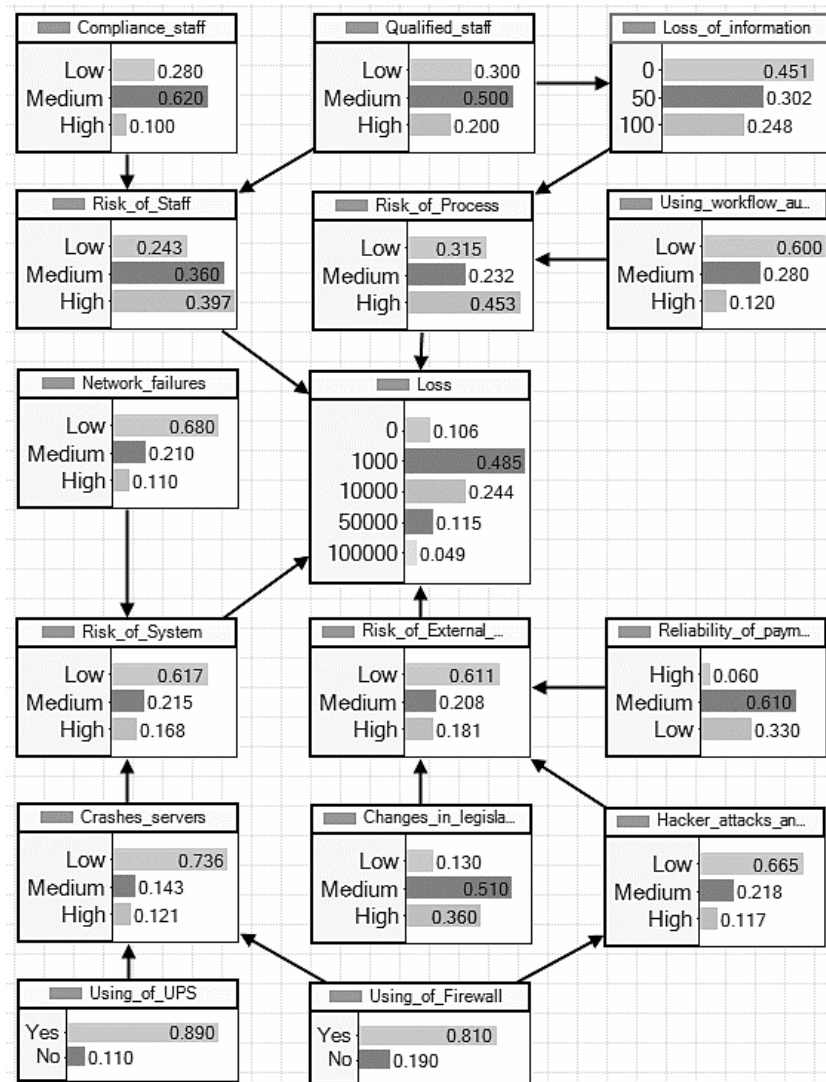 Compliance_staff
Low 0.280
Medium 0.620
High 0.100
Qualified_staff
Low 0.300
Medium 0.500
High 0.200
Loss_of_information
0 0.451
50 0.302
100 0.248
Risk_of_Staff
Low 0.243
Medium 0.360
High 0.397
Risk_of_Process
Low 0.315
Medium 0.232
High 0.453
Using_workflow_au...
Low 0.600
Medium 0.280
High 0.120
Network_failures
Low 0.680
Medium 0.210
High 0.110
Loss
0 0.106
1000 0.485
10000 0.244
50000 0.115
100000 0.049
Risk_of_System
Low 0.617
Medium 0.215
High 0.168
Risk_of_External_...
Low 0.611
Medium 0.208
High 0.181
Reliability_of_paym...
High 0.060
Medium 0.610
Low 0.330
Crashes_servers
Low 0.736
Medium 0.143
High 0.121
Changes_in_legisla...
Low 0.130
Medium 0.510
High 0.360
Hacker_attacks_an...
Low 0.665
Medium 0.218
High 0.117
Using_of_UPS
Yes 0.890
No 0.110
Using_of_Firewall
Yes 0.810
No 0.190